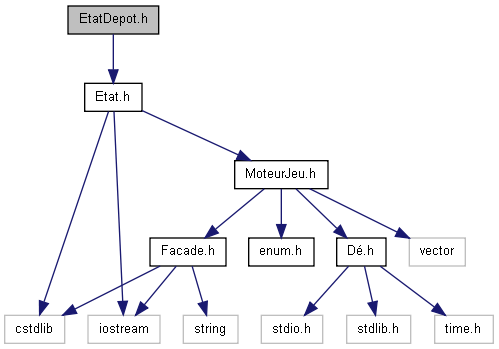 EtatDepot.h
Etat.h
MoteurJeu.h
Facade.h
enum.h
Dé.h
vector
cstdlib
iostream
string
stdio.h
stdlib.h
time.h